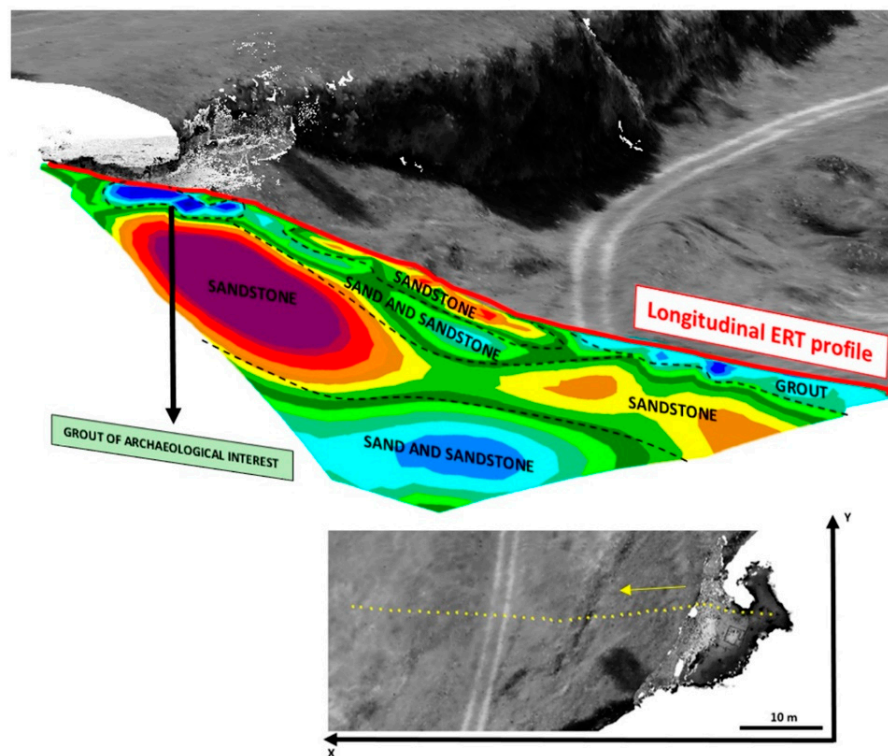 SANDSTONE
SANDSTONE
SAND AND SANDSTONE
Longitudinal ERT profile
GROUT
SANDSTONE
GROUT OF ARCHAEOLOGICAL INTEREST
SAND AND SANDSTONE
Y
10 m
X